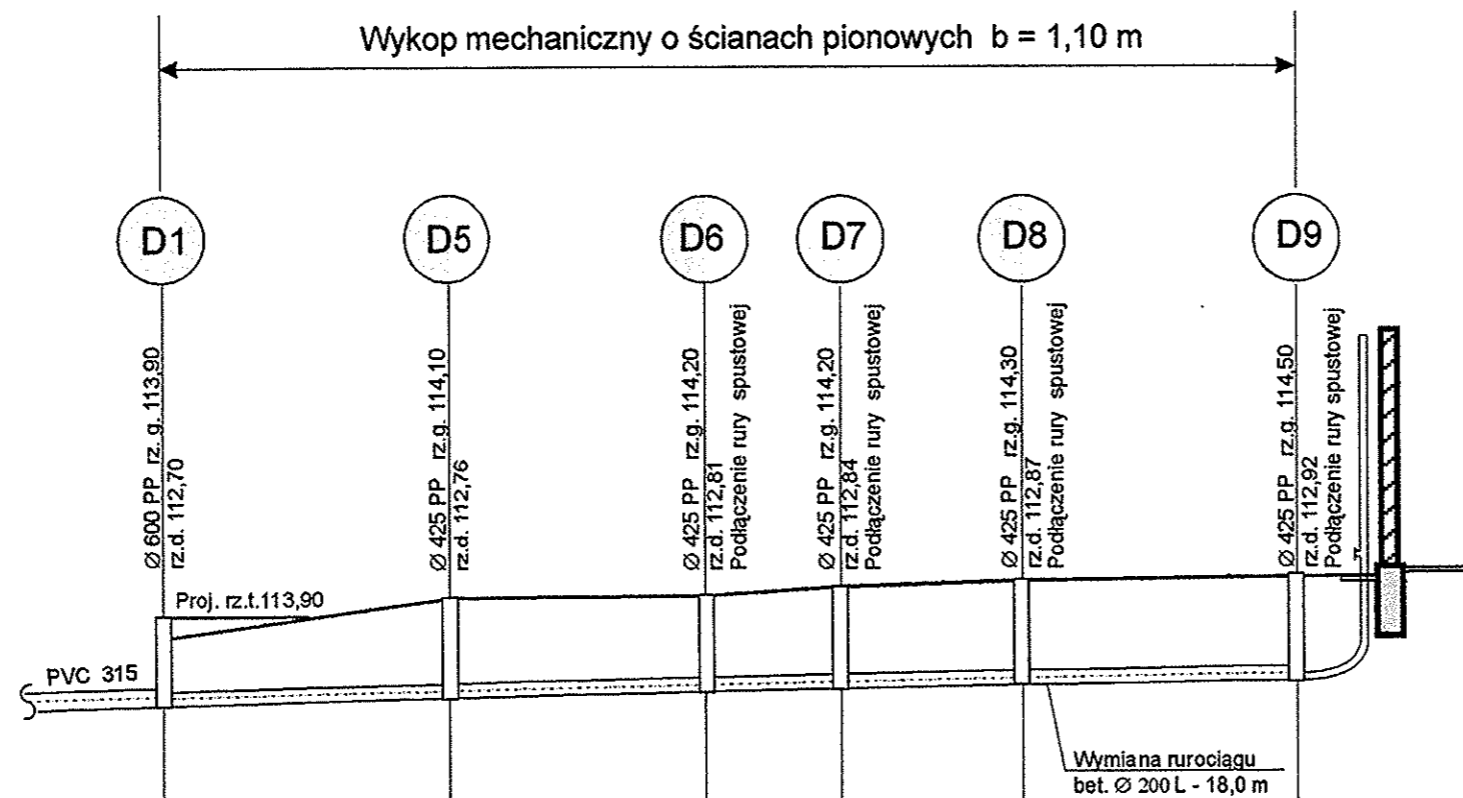 Wykop mechaniczny o ścianach pionowych b = 1,10 m
D1
D5
D6
D7
D8
D9
Ø 600 PP rz. g. 113,90
rz.d. 112,70
Ø 425 PP rz.g. 114,10
rz.d. 112,76
Ø 425 PP rz.g. 114,20
rz.d. 112,81
Podłączenie rury spustowej
Ø 425 PP rz.g. 114,20
rz.d. 112,84
Podłączenie rury spustowej
Ø 425 PP rz.g. 114,30
rz.d. 112,87
Podłączenie rury spustowej
Ø 425 PP rz.g. 114,50
rz.d. 112,92
Podłączenie rury spustowej
Proj. rz.t.113,90
PVC 315
Wymiana rurociągu
bet. Ø 200 L - 18,0 m